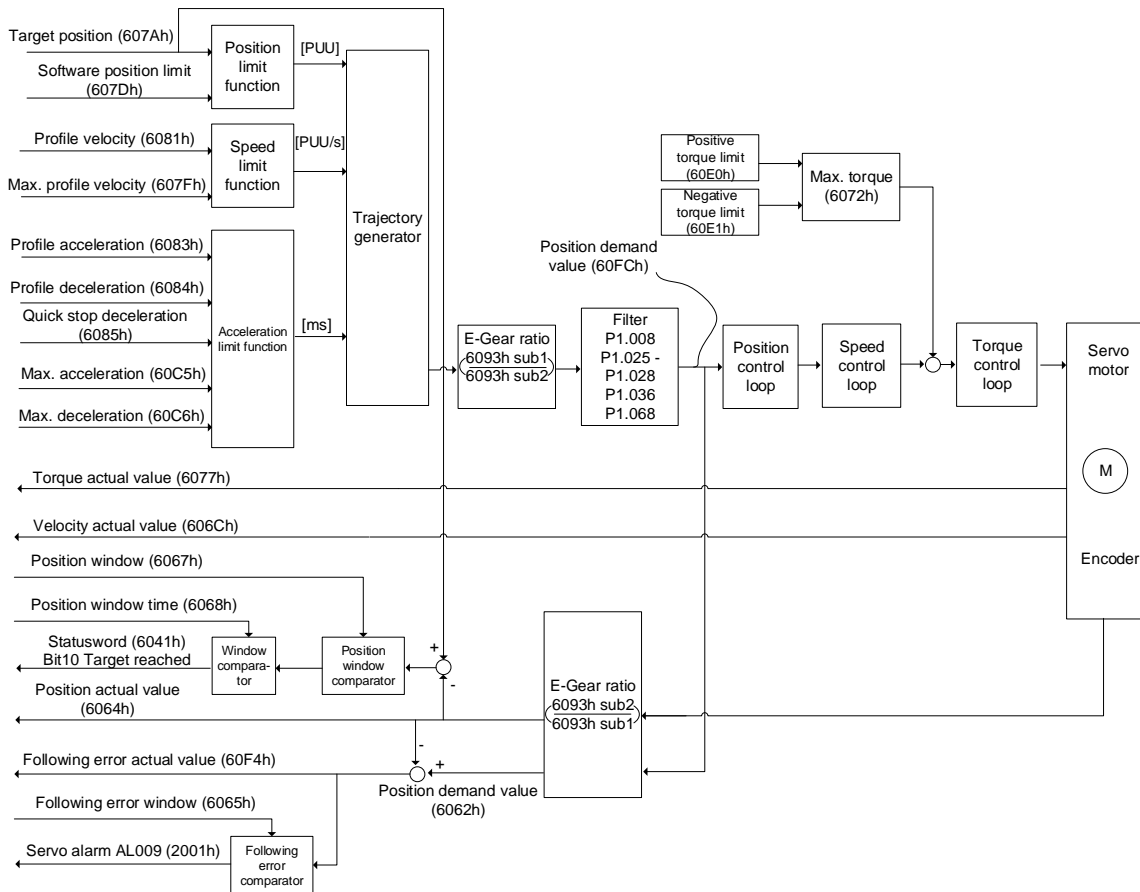 Target position (607Ah)
Software position limit
(607Dh)
Position
limit
function
[PUU]
Profile velocity (6081h)
Max. profile velocity (607Fh)
Speed
limit
function
[PUU/s]
Trajectory
generator
Profile acceleration (6083h)
Profile deceleration (6084h)
Quick stop deceleration
(6085h)
Max. acceleration (60C5h)
Max. deceleration (60C6h)
Acceleration
limit function
[ms]
E-Gear ratio
(6093h sub1
6093h sub2)
Filter
P1.008
P1.025 -
P1.028
P1.036
P1.068
Position demand
value (60FCh)
Positive
torque limit
(60E0h)
Negative
torque limit
(60E1h)
Max. torque
(6072h)
Position
control
loop
Speed
control
loop
Torque
control
loop
Servo
motor
M
Encoder
Torque actual value (6077h)
Velocity actual value (606Ch)
Position window (6067h)
Position window time (6068h)
Statusword (6041h)
Bit10 Target reached
Window
compara-
tor
Position
window
comparator
+
-
Position actual value
(6064h)
E-Gear ratio
(6093h sub2
6093h sub1)
-
+
Following error actual value (60F4h)
Position demand value
(6062h)
Following error window (6065h)
Servo alarm AL009 (2001h)
Following
error
comparator